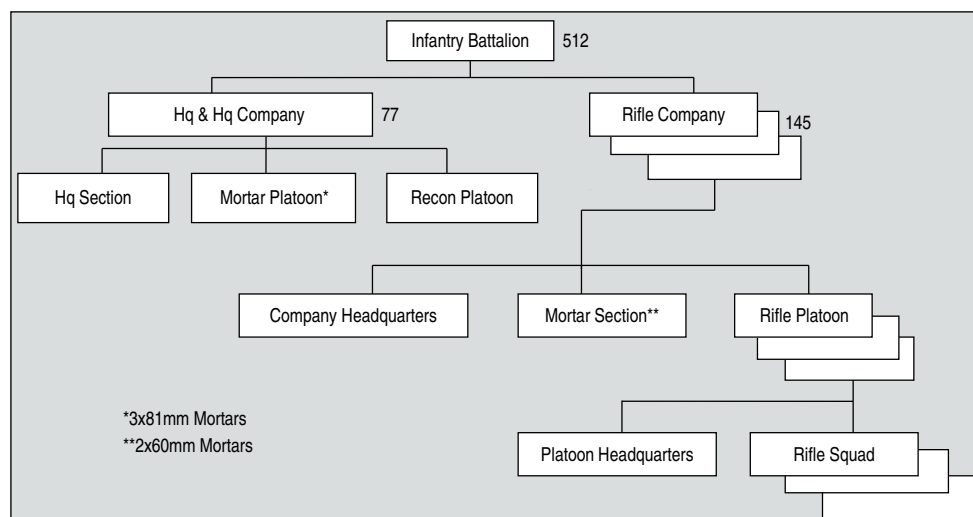 Infantry Battalion 512
Hq & Hq Company 77
Rifle Company 145
Hq Section
Mortar Platoon*
Recon Platoon
Company Headquarters
Mortar Section**
Rifle Platoon
*3x81mm Mortars
**2x60mm Mortars
Platoon Headquarters
Rifle Squad